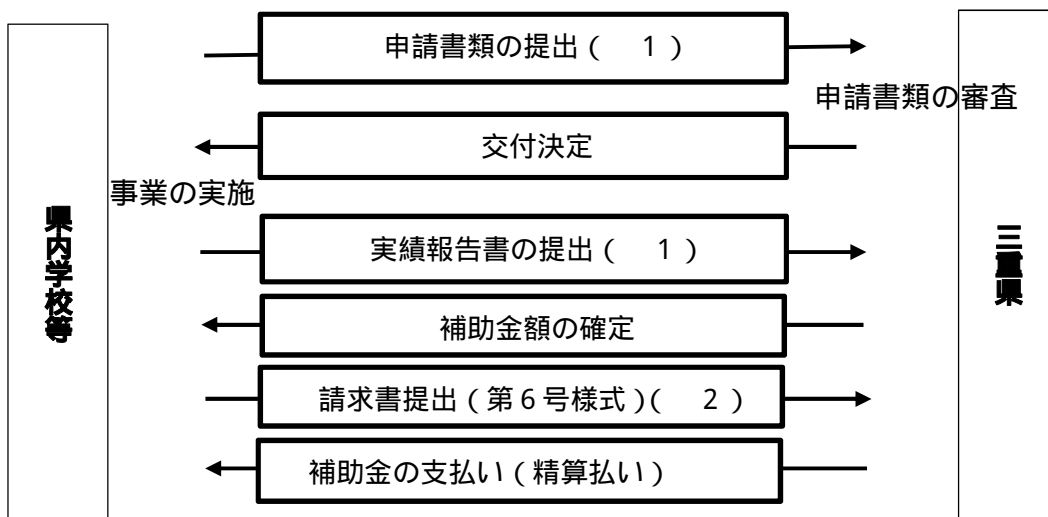 申請書類の提出(　1)
申請書類の審査
交付決定
事業の実施
県内学校等
三重県
実績報告書の提出(　1)
補助金額の確定
請求書提出(第6号様式)(　2)
補助金の支払い(精算払い)